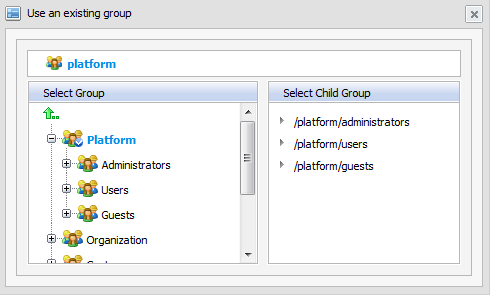 Use an existing group
platform
Select Group
Select Child Group
Platform
Administrators
Users
Guests
Organization
/platform/administrators
/platform/users
/platform/guests